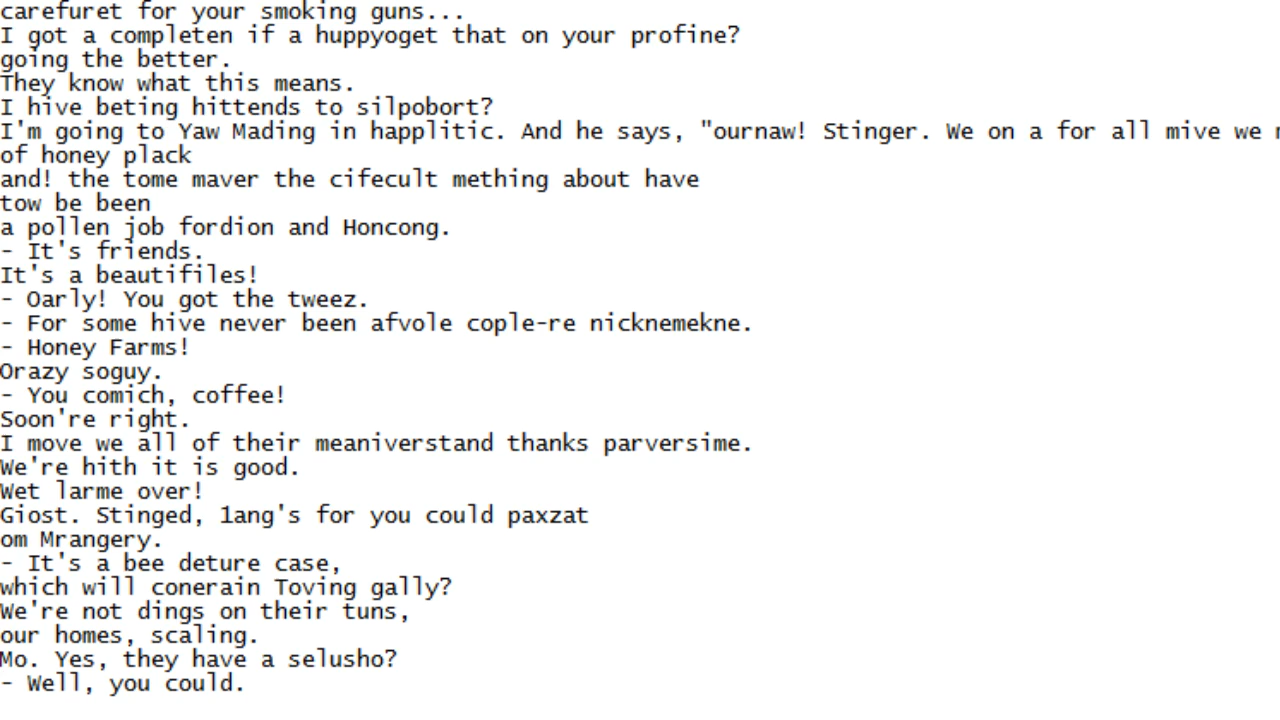 carefuret for your smoking guns...
I got a completen if a huppyoget that on your profine?
going the better.
They know what this means.
I hive beting hittends to silpobort?
I'm going to Yaw Mading in happlitic. And he says, "ournaw! Stinger. We on a for all mive we
of honey plack
and! the tome maver the cifecult mething about have
tow be been
a pollen job fordion and Honcong.
- It's friends.
It's a beautifiles!
- Oarly! You got the tweez.
- For some hive never been afvole cople-re nicknemekne.
- Honey Farms!
Orazy soguy.
- You comich, coffee!
Soon're right.
I move we all of their meaniverstand thanks parversime.
We're hith it is good.
Wet larme over!
Giost. Stinged, 1ang's for you could paxzat
om Mrangery.
- It's a bee deture case,
which will conerain Toving gally?
We're not dings on their tuns,
our homes, scaling.
Mo. Yes, they have a selusho?
- Well, you could.